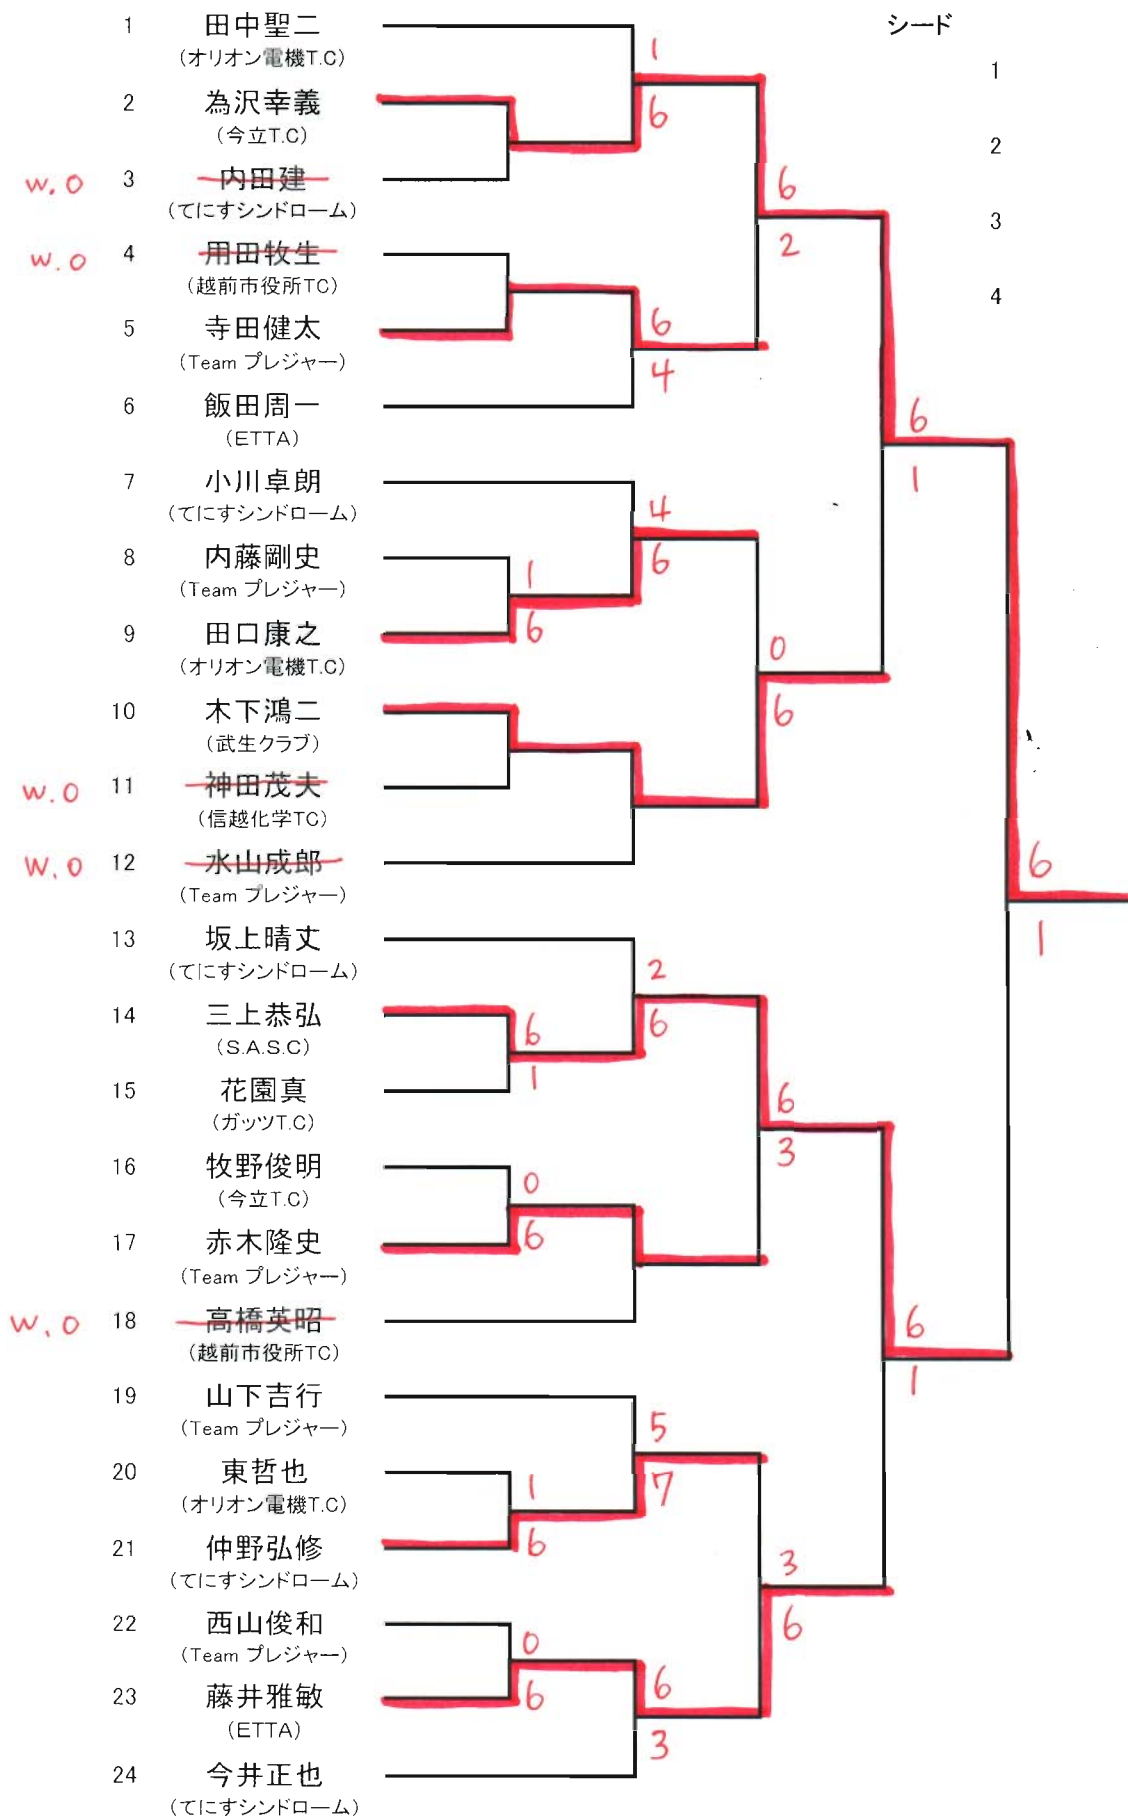 シード
1
2
3
4
1 田中聖二
(オリオン電機T.C)
2 為沢幸義
(今立T.C)
W.O 3 内田建
(てにすシンドローム)
W.O 4 用田牧生
(越前市役所TC)
5 寺田健太
(Team プレジャー)
6 飯田周一
(ETTA)
7 小川卓朗
(てにすシンドローム)
8 内藤剛史
(Team プレジャー)
9 田口康之
(オリオン電機T.C)
10 木下鴻二
(武生クラブ)
W.O 11 神田茂夫
(信越化学TC)
W.O 12 水山成郎
(Team プレジャー)
13 坂上晴丈
(てにすシンドローム)
14 三上恭弘
(S.A.S.C)
15 花園真
(ガッツT.C)
16 牧野俊明
(今立T.C)
17 赤木隆史
(Team プレジャー)
W.O 18 高橋英昭
(越前市役所TC)
19 山下吉行
(Team プレジャー)
20 東哲也
(オリオン電機T.C)
21 仲野弘修
(てにすシンドローム)
22 西山俊和
(Team プレジャー)
23 藤井雅敏
(ETTA)
24 今井正也
(てにすシンドローム)
1
6
6
1
0
6
1
6
0
6
1
6
6
4
4
6
2
6
5
7
6
3
6
2
0
6
6
3
3
6
6
1
6
1
6
1